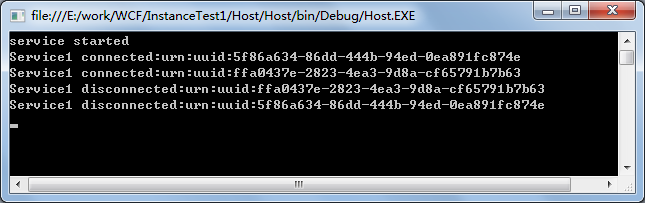 file:///E:/work/WCF/InstanceTest1/Host/Host/bin/Debug/Host.EXE
service started
Service1 connected:urn:uuid:5f86a634-86dd-444b-94ed-0ea891fc874e
Service1 connected:urn:uuid:ffa0437e-2823-4ea3-9d8a-cf65791b7b63
Service1 disconnected:urn:uuid:ffa0437e-2823-4ea3-9d8a-cf65791b7b63
Service1 disconnected:urn:uuid:5f86a634-86dd-444b-94ed-0ea891fc874e